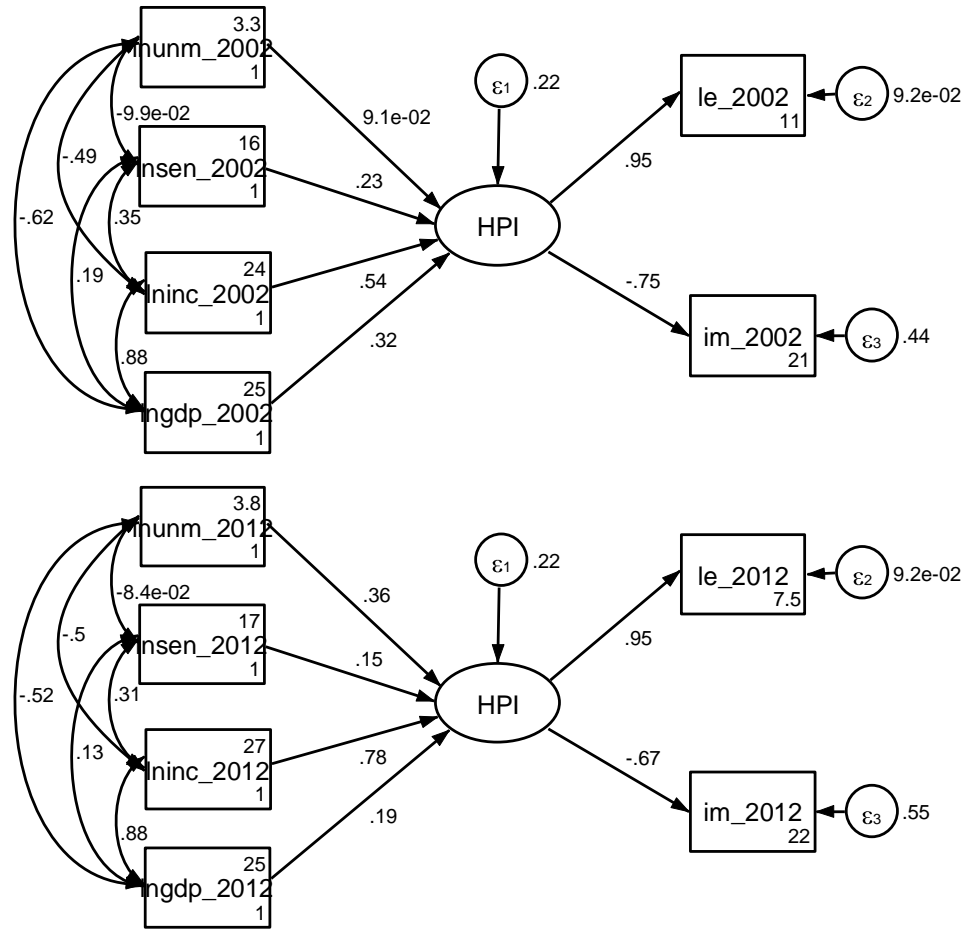 3.3
lnunm_2002
1
-9.9e-02
16
lnsen_2002
1
-.49
.35
-.62
.19
24
lninc_2002
1
.88
25
lngdp_2002
1
9.1e-02
.23
.54
.32
ε1 .22
HPI
.95
-.75
le_2002
11
ε2 9.2e-02
im_2002
21
ε3 .44
3.8
lnunm_2012
1
-8.4e-02
17
lnsen_2012
1
-.5
.31
-.52
.13
27
lninc_2012
1
.88
25
lngdp_2012
1
.36
.15
.78
.19
ε1 .22
HPI
.95
-.67
le_2012
7.5
ε2 9.2e-02
im_2012
22
ε3 .55